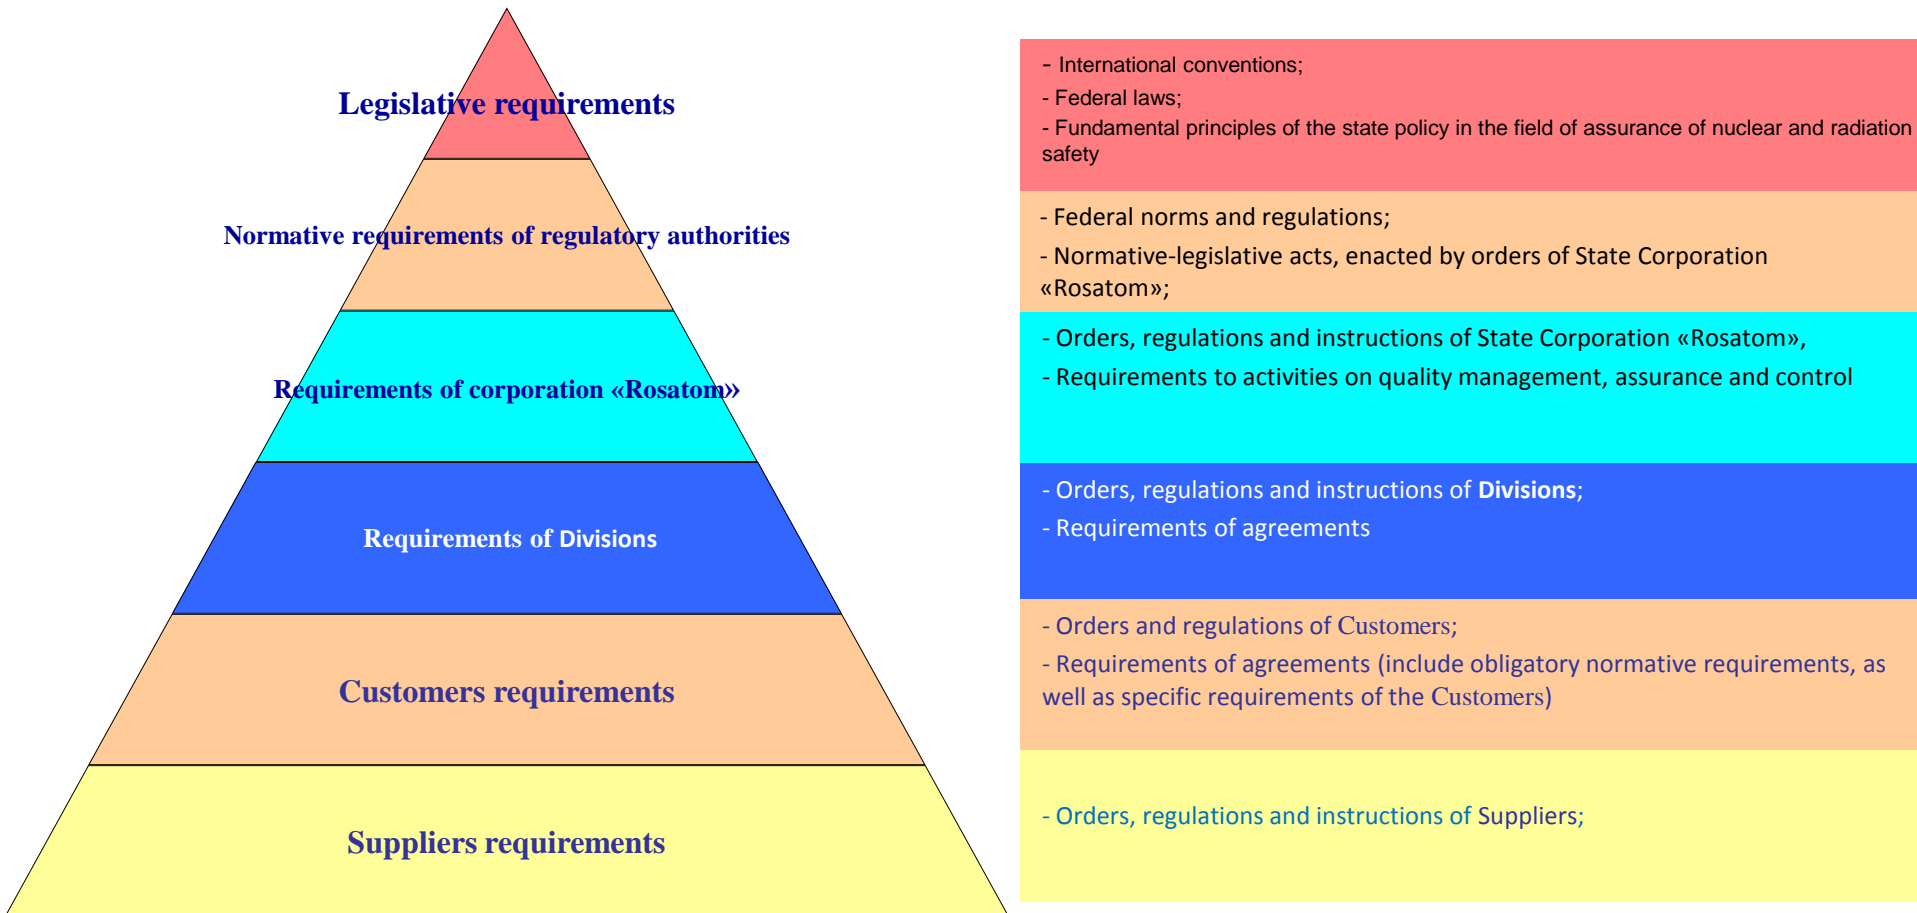 Legislative requirements
- International conventions;
- Federal laws;
- Fundamental principles of the state policy in the field of assurance of nuclear and radiation
safety
Normative requirements of regulatory authorities
- Federal norms and regulations;
- Normative-legislative acts, enacted by orders of State Corporation
«Rosatom»;
Requirements of corporation «Rosatom»
- Orders, regulations and instructions of State Corporation «Rosatom»,
- Requirements to activities on quality management, assurance and control
Requirements of Divisions
- Orders, regulations and instructions of Divisions;
- Requirements of agreements
Customers requirements
- Orders and regulations of Customers;
- Requirements of agreements (include obligatory normative requirements, as
well as specific requirements of the Customers)
Suppliers requirements
- Orders, regulations and instructions of Suppliers;